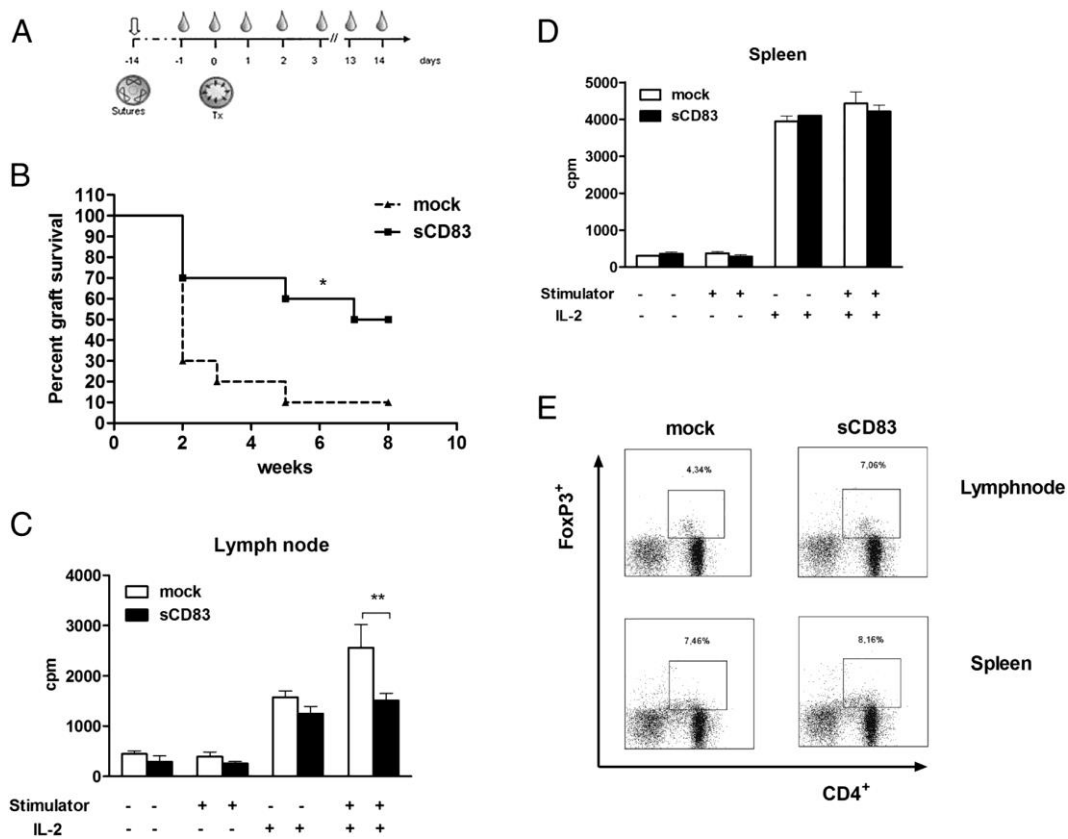 A
-14 -1 0 1 2 3 // 13 14 days
Sutures Tx
B
110
100
90
80
70
60
50
40
30
20
10
0
Percent graft survival
mock
sCD83
*
0 2 4 6 8 10
weeks
C
Lymph node
4000
3000
2000
1000
0
cpm
mock
sCD83
**
Stimulator - - + + - - + +
IL-2 - - - - + + + +
D
Spleen
5000
4000
3000
2000
1000
0
cpm
mock
sCD83
Stimulator - - + + - - + +
IL-2 - - - - + + + +
E
mock sCD83
4,34% 7,06%
Lymphnode
7,46% 8,16%
Spleen
FoxP3+
CD4+